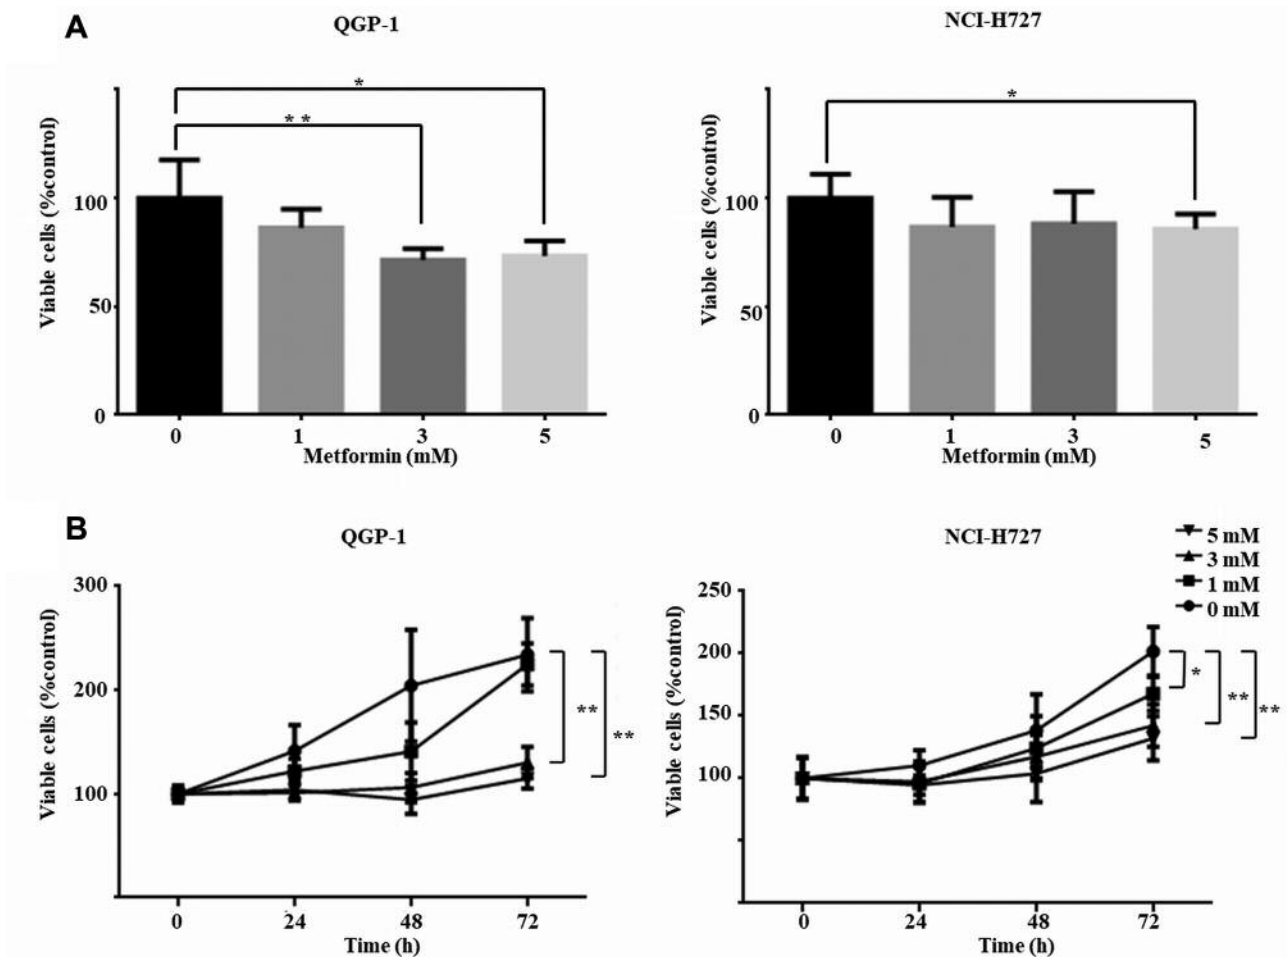 A
QGP-1
NCI-H727
*
* *
*
Viable cells (%control)
100
50
0
0 1 3 5
Metformin (mM)
Viable cells (%control)
100
50
0
0 1 3 5
Metformin (mM)
B
QGP-1
NCI-H727
5 mM
3 mM
1 mM
0 mM
Viable cells (%control)
300
200
100
**
**
0 24 48 72
Time (h)
Viable cells (%control)
250
200
150
100
*
**
**
0 24 48 72
Time (h)